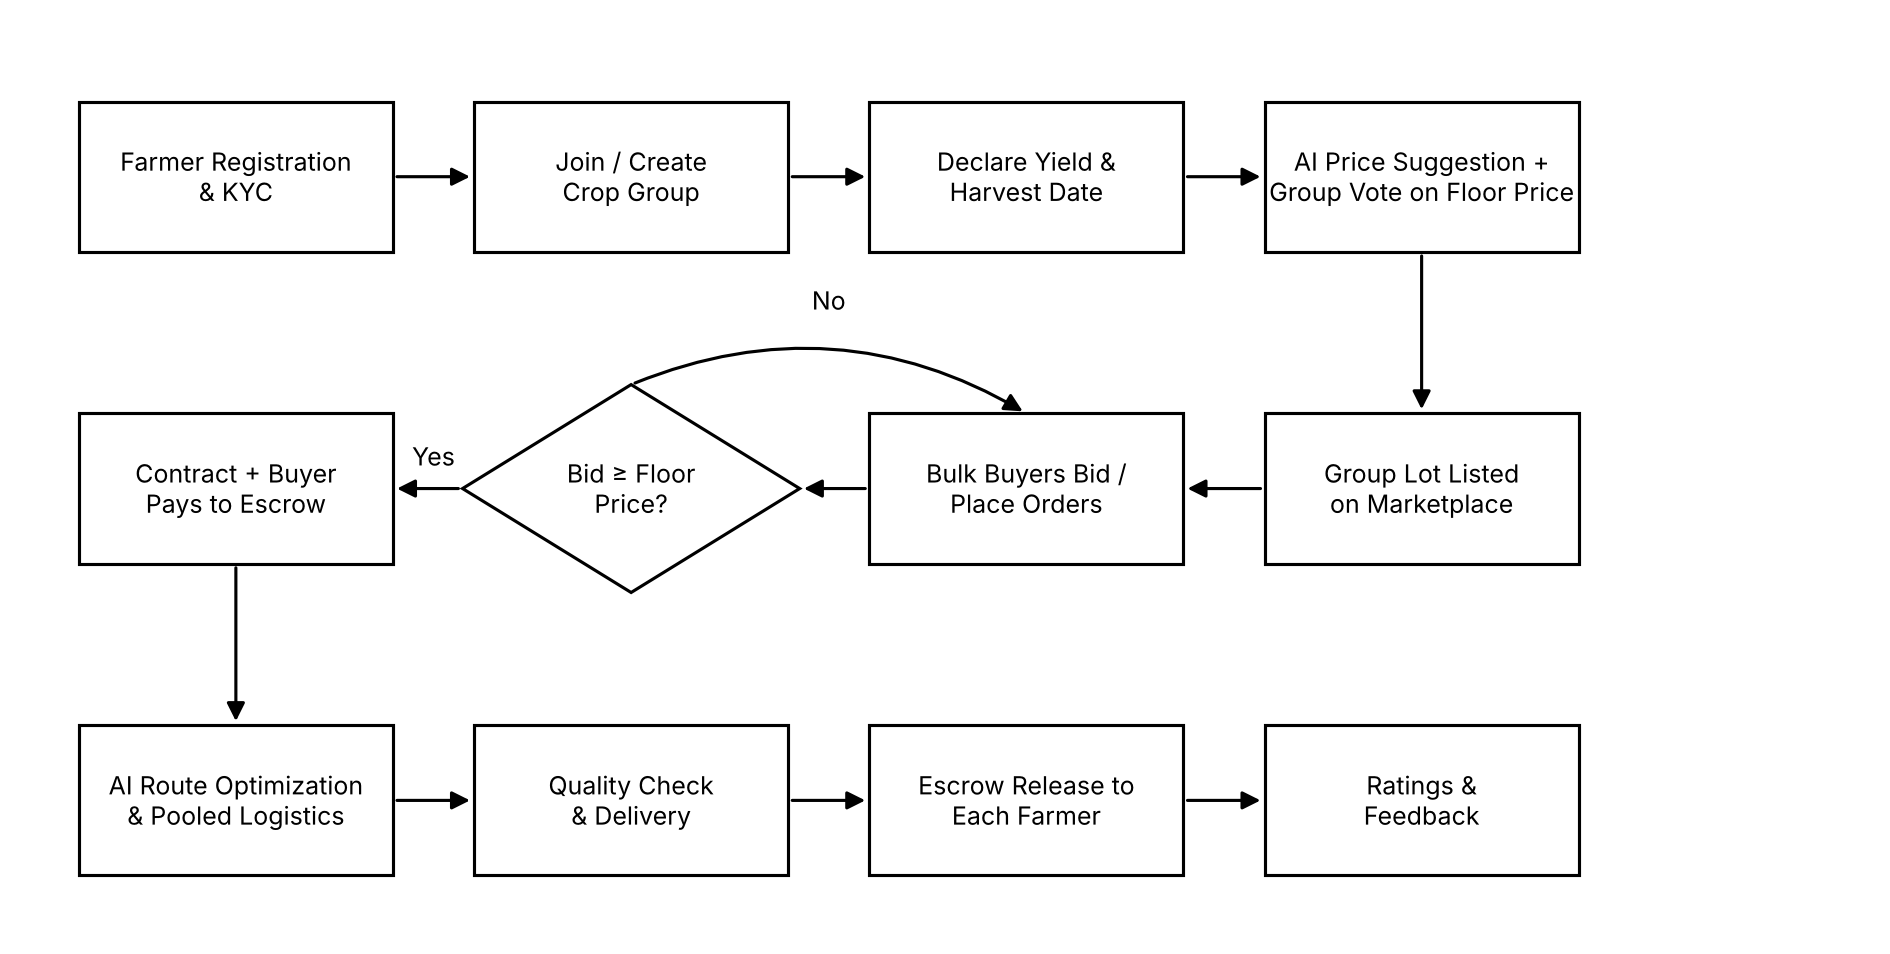 Farmer Registration
& KYC
Join / Create
Crop Group
Declare Yield &
Harvest Date
AI Price Suggestion +
Group Vote on Floor Price
No
Contract + Buyer
Pays to Escrow
Yes
Bid ≥ Floor
Price?
Bulk Buyers Bid /
Place Orders
Group Lot Listed
on Marketplace
AI Route Optimization
& Pooled Logistics
Quality Check
& Delivery
Escrow Release to
Each Farmer
Ratings &
Feedback